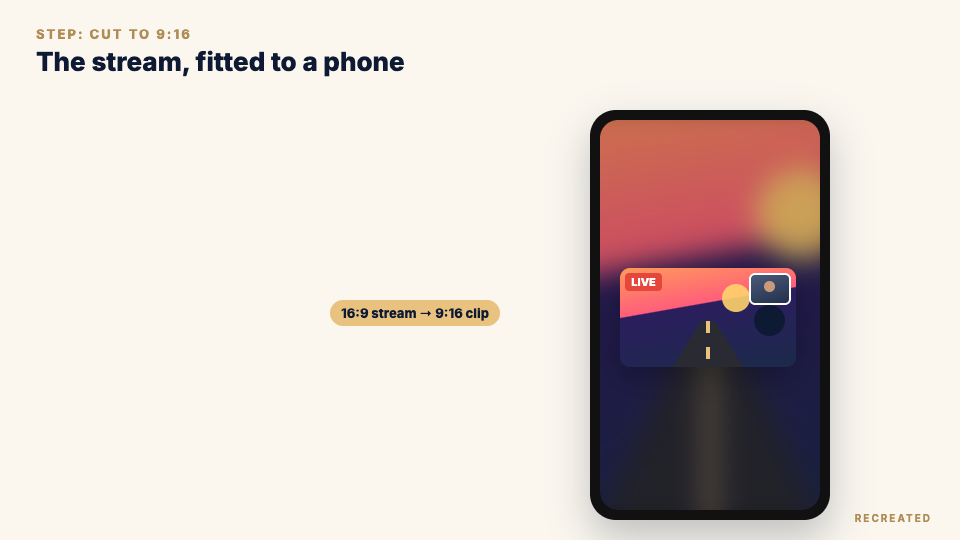 STEP: CUT TO 9:16
The stream, fitted to a phone
LIVE
16:9 stream → 9:16 clip
RECREATED